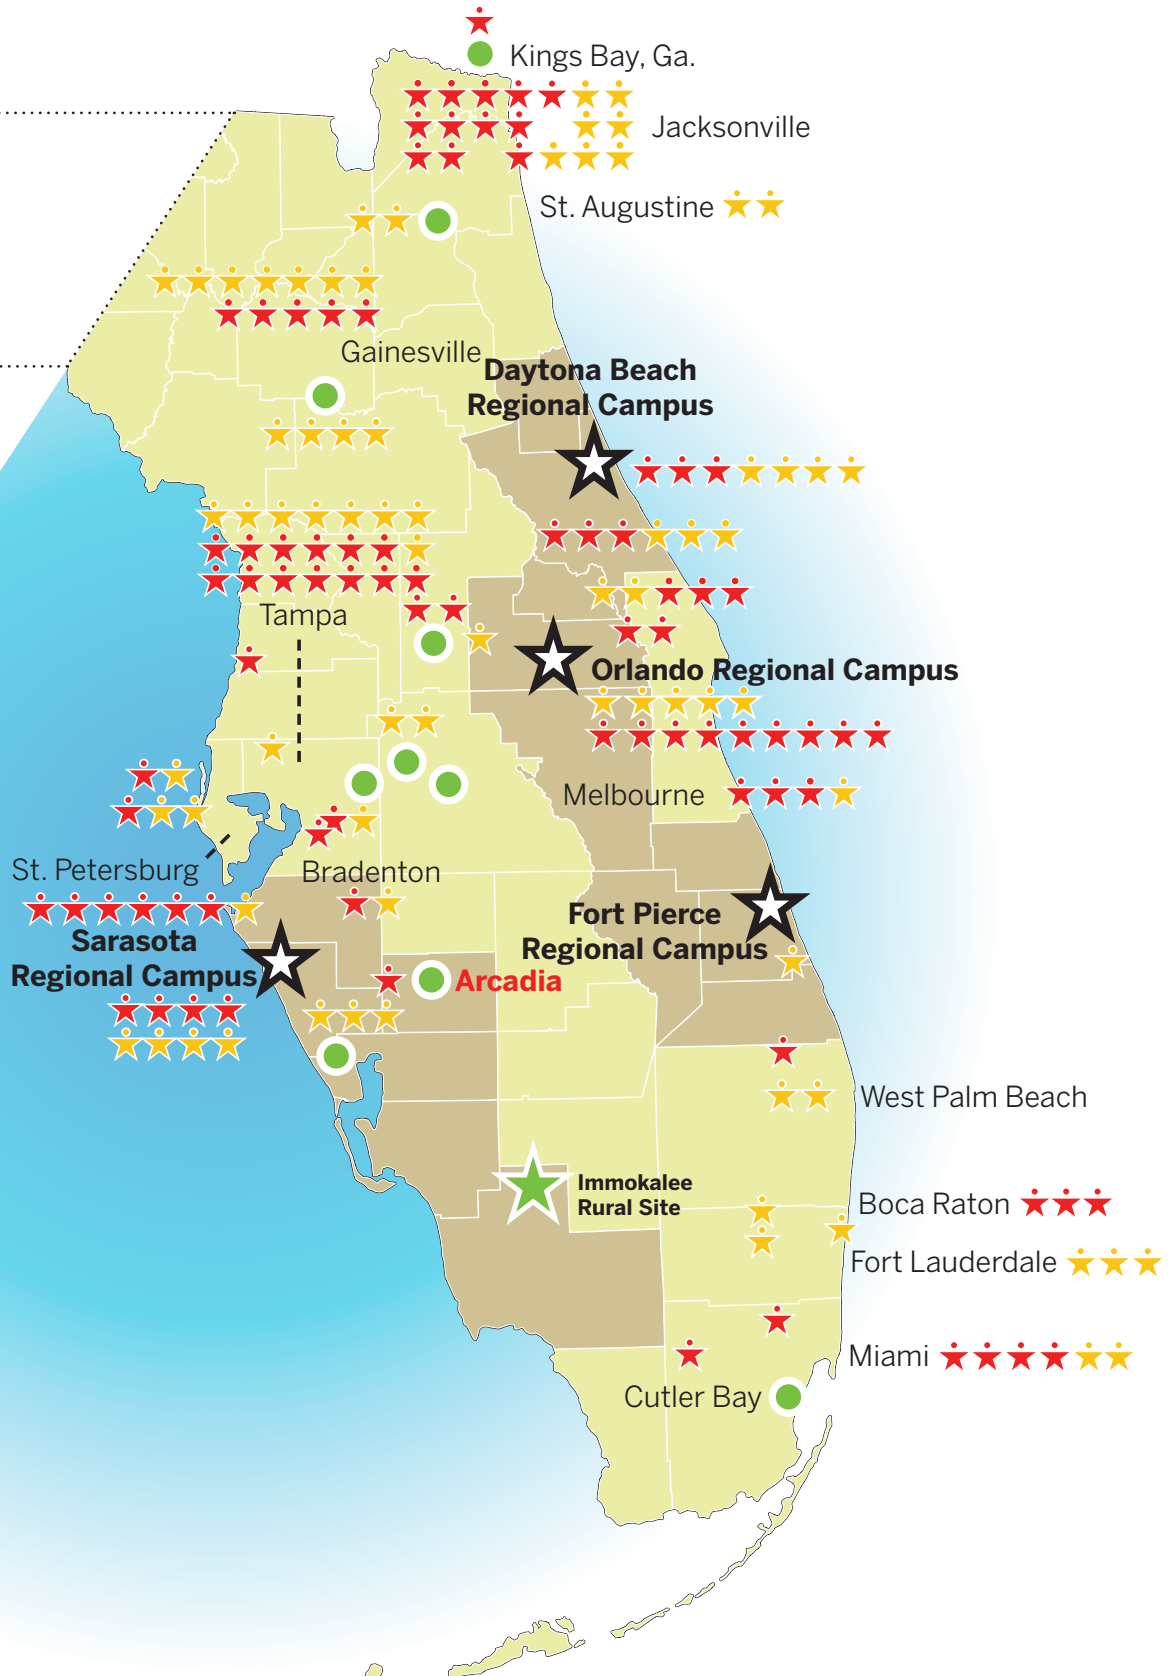 Kings Bay, Ga.
Jacksonville
St. Augustine
Gainesville
Daytona Beach
Regional Campus
Tampa
Orlando Regional Campus
Melbourne
St. Petersburg
Bradenton
Fort Pierce
Regional Campus
Sarasota
Regional Campus
Arcadia
West Palm Beach
Immokalee
Rural Site
Boca Raton
Fort Lauderdale
Miami
Cutler Bay